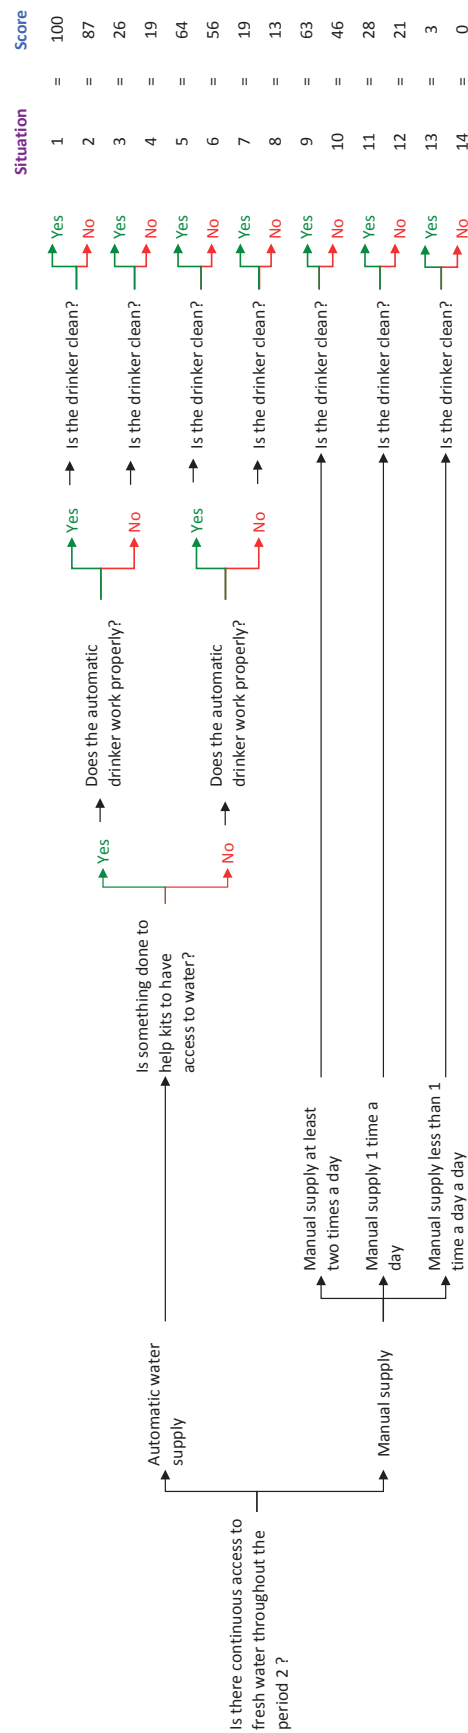 Is there continuous access to
fresh water throughout the
period 2 ?
Automatic water
supply
Manual supply
Is something done to
help kits to have
access to water?
Manual supply at least
two times a day
Manual supply 1 time a
day
Manual supply less than 1
time a day a day
Yes
No
Does the automatic
drinker work properly?
Does the automatic
drinker work properly?
Yes
No
Yes
No
Is the drinker clean?
Is the drinker clean?
Is the drinker clean?
Is the drinker clean?
Is the drinker clean?
Is the drinker clean?
Is the drinker clean?
Situation Score
Yes 1 = 100
No 2 = 87
Yes 3 = 26
No 4 = 19
Yes 5 = 64
No 6 = 56
Yes 7 = 19
No 8 = 13
Yes 9 = 63
No 10 = 46
Yes 11 = 28
No 12 = 21
Yes 13 = 3
No 14 = 0